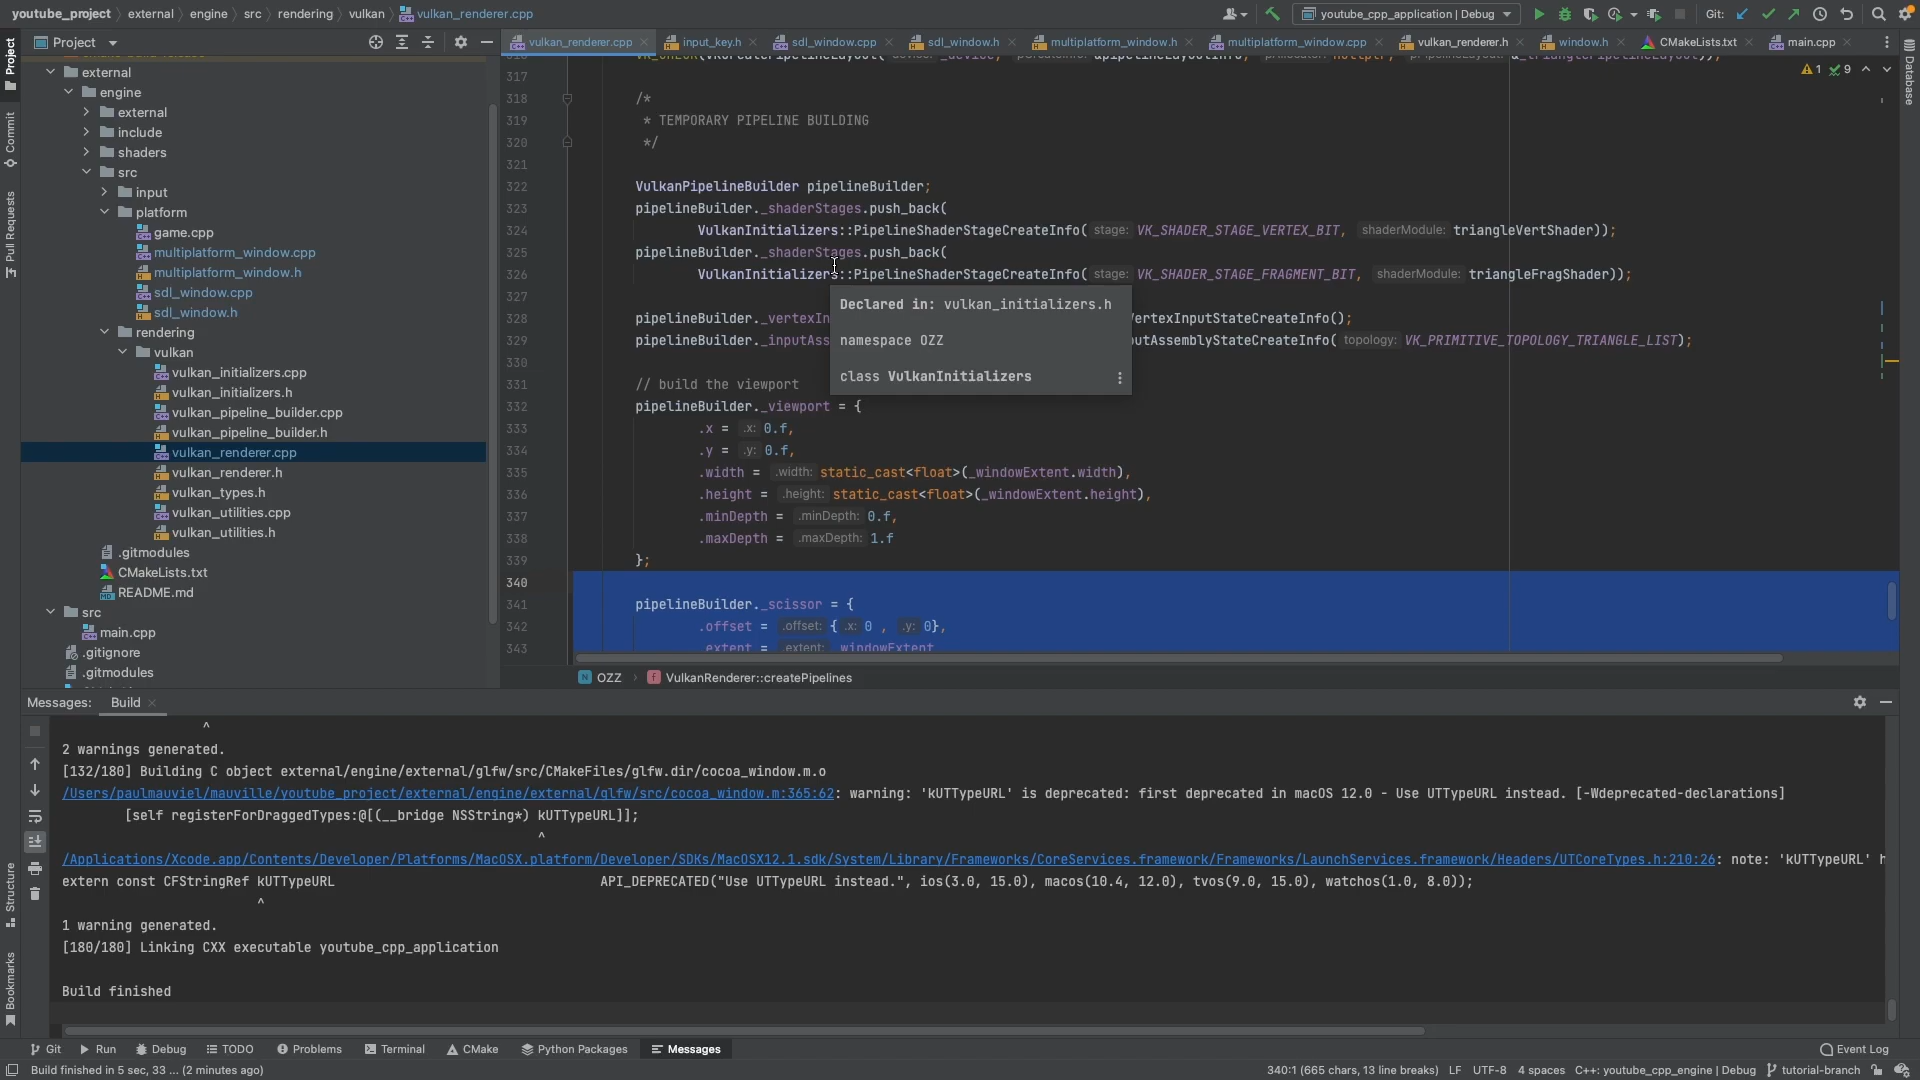 youtube_project external engine src rendering vulkan vulkan_renderer.cpp youtube_cpp_application | Debug Git:
Project
vulkan_renderer.cpp input_key.h sdl_window.cpp sdl_window.h multiplatform_window.h multiplatform_window.cpp vulkan_renderer.h window.h CMakeLists.txt main.cpp
Project
Commit
Pull Requests
Structure
Bookmarks
Database
external
engine
external
include
shaders
src
input
platform
game.cpp
multiplatform_window.cpp
multiplatform_window.h
sdl_window.cpp
sdl_window.h
rendering
vulkan
vulkan_initializers.cpp
vulkan_initializers.h
vulkan_pipeline_builder.cpp
vulkan_pipeline_builder.h
vulkan_renderer.cpp
vulkan_renderer.h
vulkan_types.h
vulkan_utilities.cpp
vulkan_utilities.h
.gitmodules
CMakeLists.txt
README.md
src
main.cpp
.gitignore
.gitmodules
1 9
317
318 /*
319 * TEMPORARY PIPELINE BUILDING
320 */
321
322 VulkanPipelineBuilder pipelineBuilder;
323 pipelineBuilder._shaderStages.push_back(
324 VulkanInitializers::PipelineShaderStageCreateInfo( stage: VK_SHADER_STAGE_VERTEX_BIT, shaderModule: triangleVertShader));
325 pipelineBuilder._shaderStages.push_back(
326 VulkanInitializers::PipelineShaderStageCreateInfo( stage: VK_SHADER_STAGE_FRAGMENT_BIT, shaderModule: triangleFragShader));
327
328 pipelineBuilder._vertexIn VertexInputStateCreateInfo();
329 pipelineBuilder._inputAss utAssemblyStateCreateInfo( topology: VK_PRIMITIVE_TOPOLOGY_TRIANGLE_LIST);
330
Declared in: vulkan_initializers.h
namespace OZZ
class VulkanInitializers
331 // build the viewport
332 pipelineBuilder._viewport = {
333 .x = .x: 0.f,
334 .y = .y: 0.f,
335 .width = .width: static_cast<float>(_windowExtent.width),
336 .height = .height: static_cast<float>(_windowExtent.height),
337 .minDepth = .minDepth: 0.f,
338 .maxDepth = .maxDepth: 1.f
339 };
340
341 pipelineBuilder._scissor = {
342 .offset = .offset: { .x: 0 , .y: 0},
343 .extent = .extent: _windowExtent
OZZ VulkanRenderer::createPipelines
Messages: Build
^
2 warnings generated.
[132/180] Building C object external/engine/external/glfw/src/CMakeFiles/glfw.dir/cocoa_window.m.o
/Users/paulmauviel/mauville/youtube_project/external/engine/external/glfw/src/cocoa_window.m:365:62: warning: 'kUTTypeURL' is deprecated: first deprecated in macOS 12.0 - Use UTTypeURL instead. [-Wdeprecated-declarations]
[self registerForDraggedTypes:@[(__bridge NSString*) kUTTypeURL]];
^
/Applications/Xcode.app/Contents/Developer/Platforms/MacOSX.platform/Developer/SDKs/MacOSX12.1.sdk/System/Library/Frameworks/CoreServices.framework/Frameworks/LaunchServices.framework/Headers/UTCoreTypes.h:210:26: note: 'kUTTypeURL' h
extern const CFStringRef kUTTypeURL API_DEPRECATED("Use UTTypeURL instead.", ios(3.0, 15.0), macos(10.4, 12.0), tvos(9.0, 15.0), watchos(1.0, 8.0));
^
1 warning generated.
[180/180] Linking CXX executable youtube_cpp_application
Build finished
Git Run Debug TODO Problems Terminal CMake Python Packages Messages Event Log
Build finished in 5 sec, 33 ... (2 minutes ago) 340:1 (665 chars, 13 line breaks) LF UTF-8 4 spaces C++: youtube_cpp_engine | Debug tutorial-branch